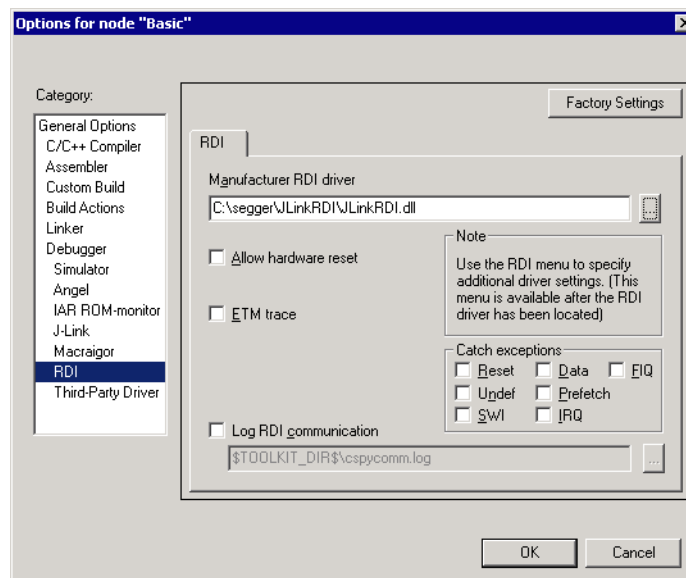 Options for node "Basic"
Category:
Factory Settings
General Options
C/C++ Compiler
Assembler
Custom Build
Build Actions
Linker
Debugger
Simulator
Angel
IAR ROM-monitor
J-Link
Macraigor
RDI
Third-Party Driver
RDI
Manufacturer RDI driver
C:\segger\JLinkRDI\JLinkRDI.dll
...
Allow hardware reset
ETM trace
Note
Use the RDI menu to specify
additional driver settings. (This
menu is available after the RDI
driver has been located)
Catch exceptions
Reset Data FIQ
Undef Prefetch
SWI IRQ
Log RDI communication
$TOOLKIT_DIR$\cspycomm.log
...
OK Cancel